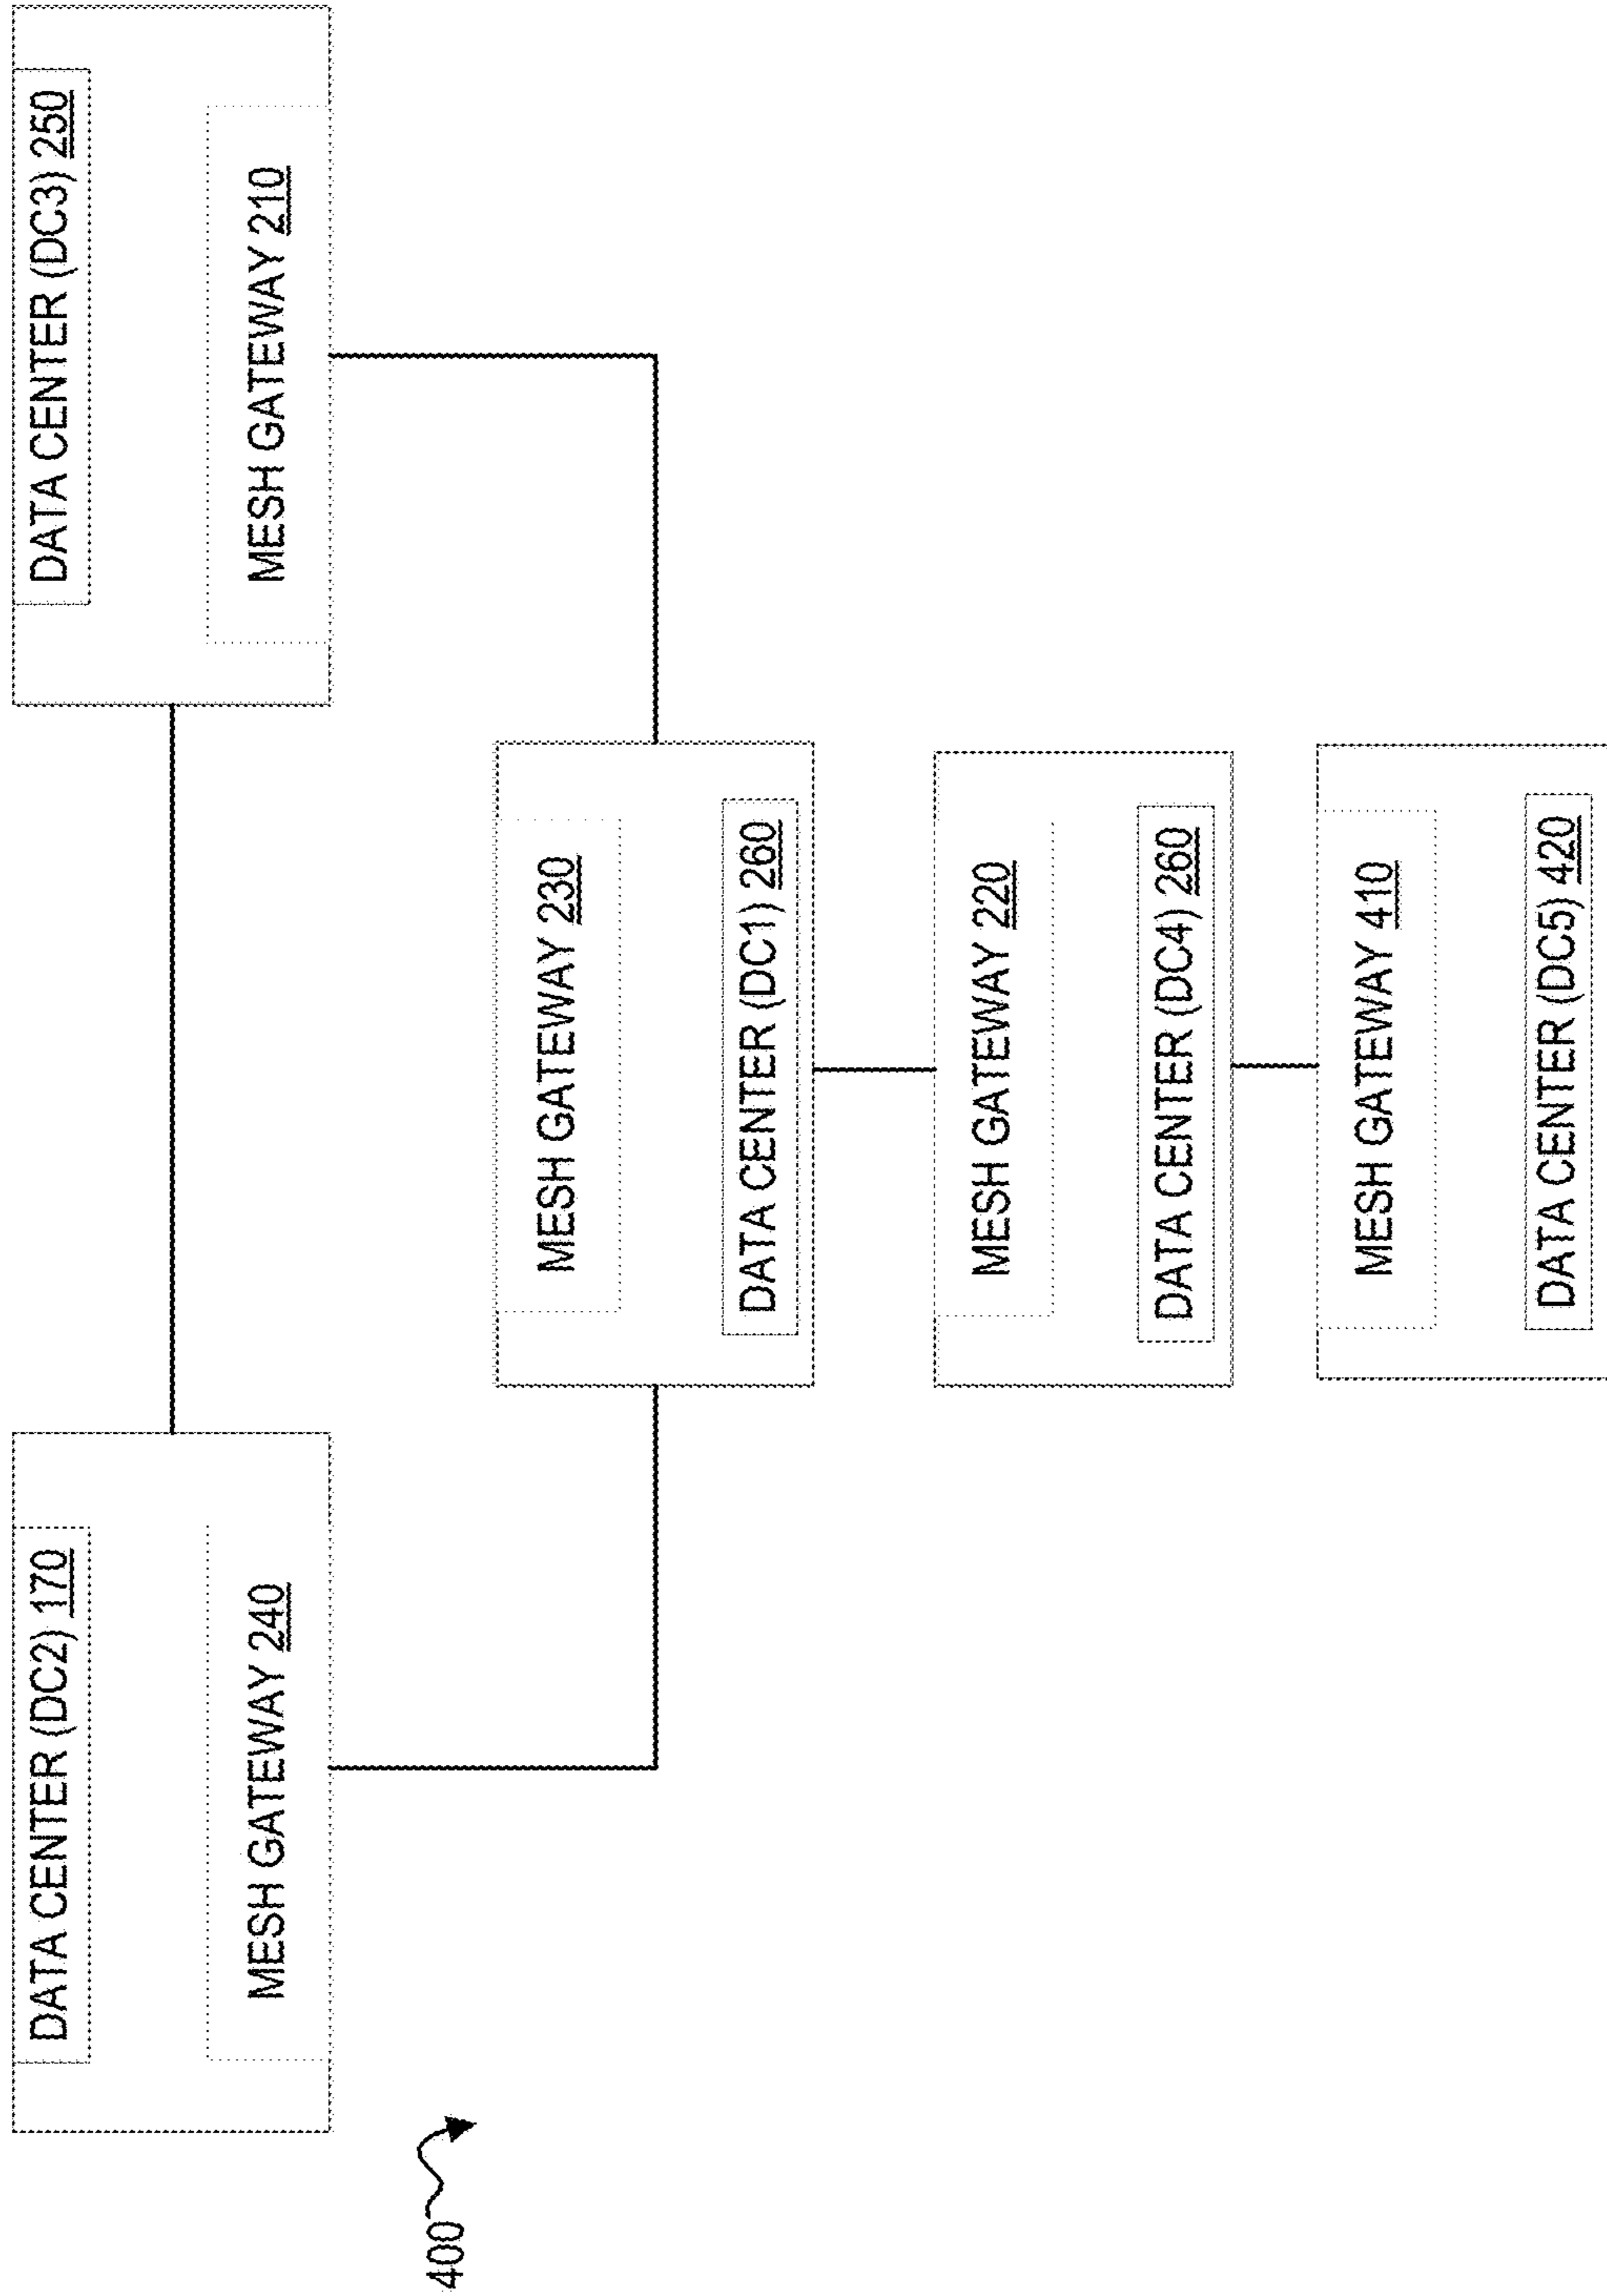 DATA CENTER (DC2) 170
DATA CENTER (DC3) 250
MESH GATEWAY 240
MESH GATEWAY 210
400
MESH GATEWAY 230
DATA CENTER (DC1) 260
MESH GATEWAY 220
DATA CENTER (DC4) 260
MESH GATEWAY 410
DATA CENTER (DC5) 420